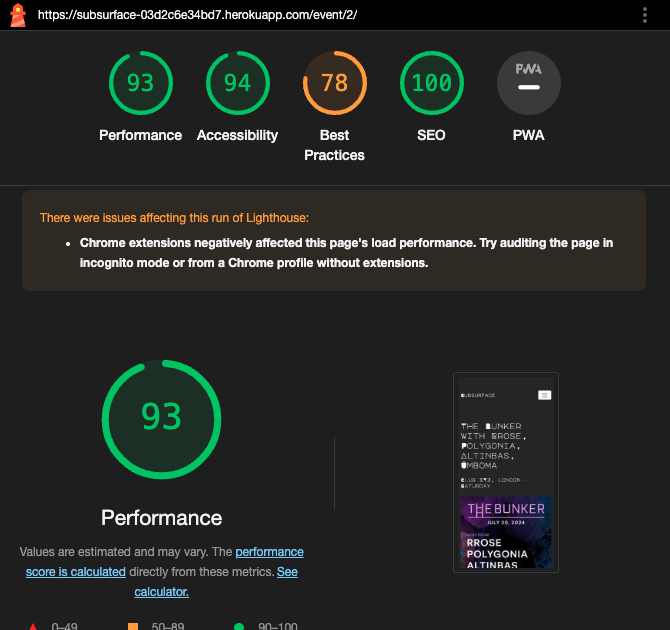 https://subsurface-03d2c6e34bd7.herokuapp.com/event/2/
93
94
78
100
PWA
Performance
Accessibility
Best
Practices
SEO
PWA
There were issues affecting this run of Lighthouse:
• Chrome extensions negatively affected this page's load performance. Try auditing the page in
incognito mode or from a Chrome profile without extensions.
93
Performance
Values are estimated and may vary. The performance
score is calculated directly from these metrics. See
calculator.
0–49
50–89
90–100
SUBSURFACE
THE BUNKER
WITH RROSE,
POLYGONIA,
ALTINBAS,
UMBOMA
CLUB XYZ, LONDON -
SATURDAY
THE BUNKER
JULY 20, 2024
RROSE
POLYGONIA
ALTINBAS